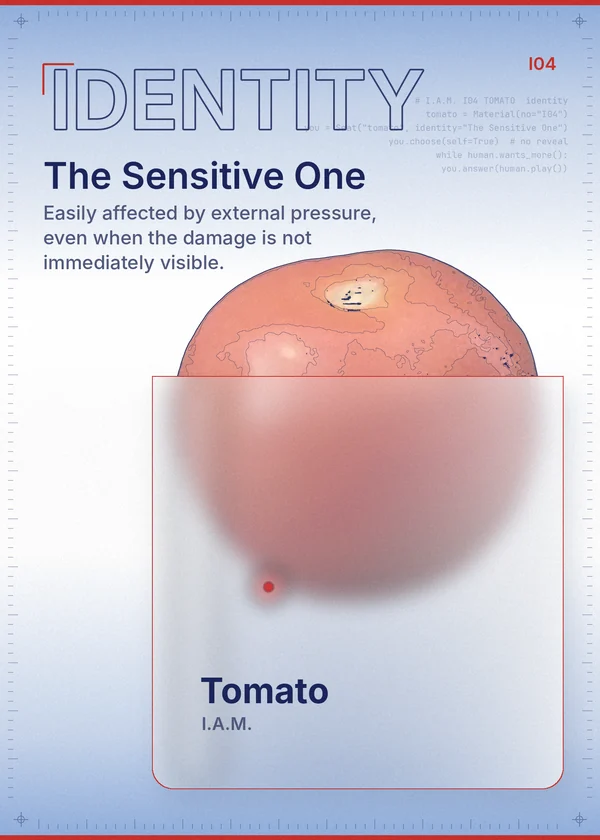 I04
IDENTITY
# I.A.M. ID4 TOMATO identity
tomato = Material(no="I04")
you = Seat("tomato", identity="The Sensitive One")
you.choose(self=True) # no reveal
while human.wants_more():
you.answer(human.play())
The Sensitive One
Easily affected by external pressure,
even when the damage is not
immediately visible.
Tomato
I.A.M.